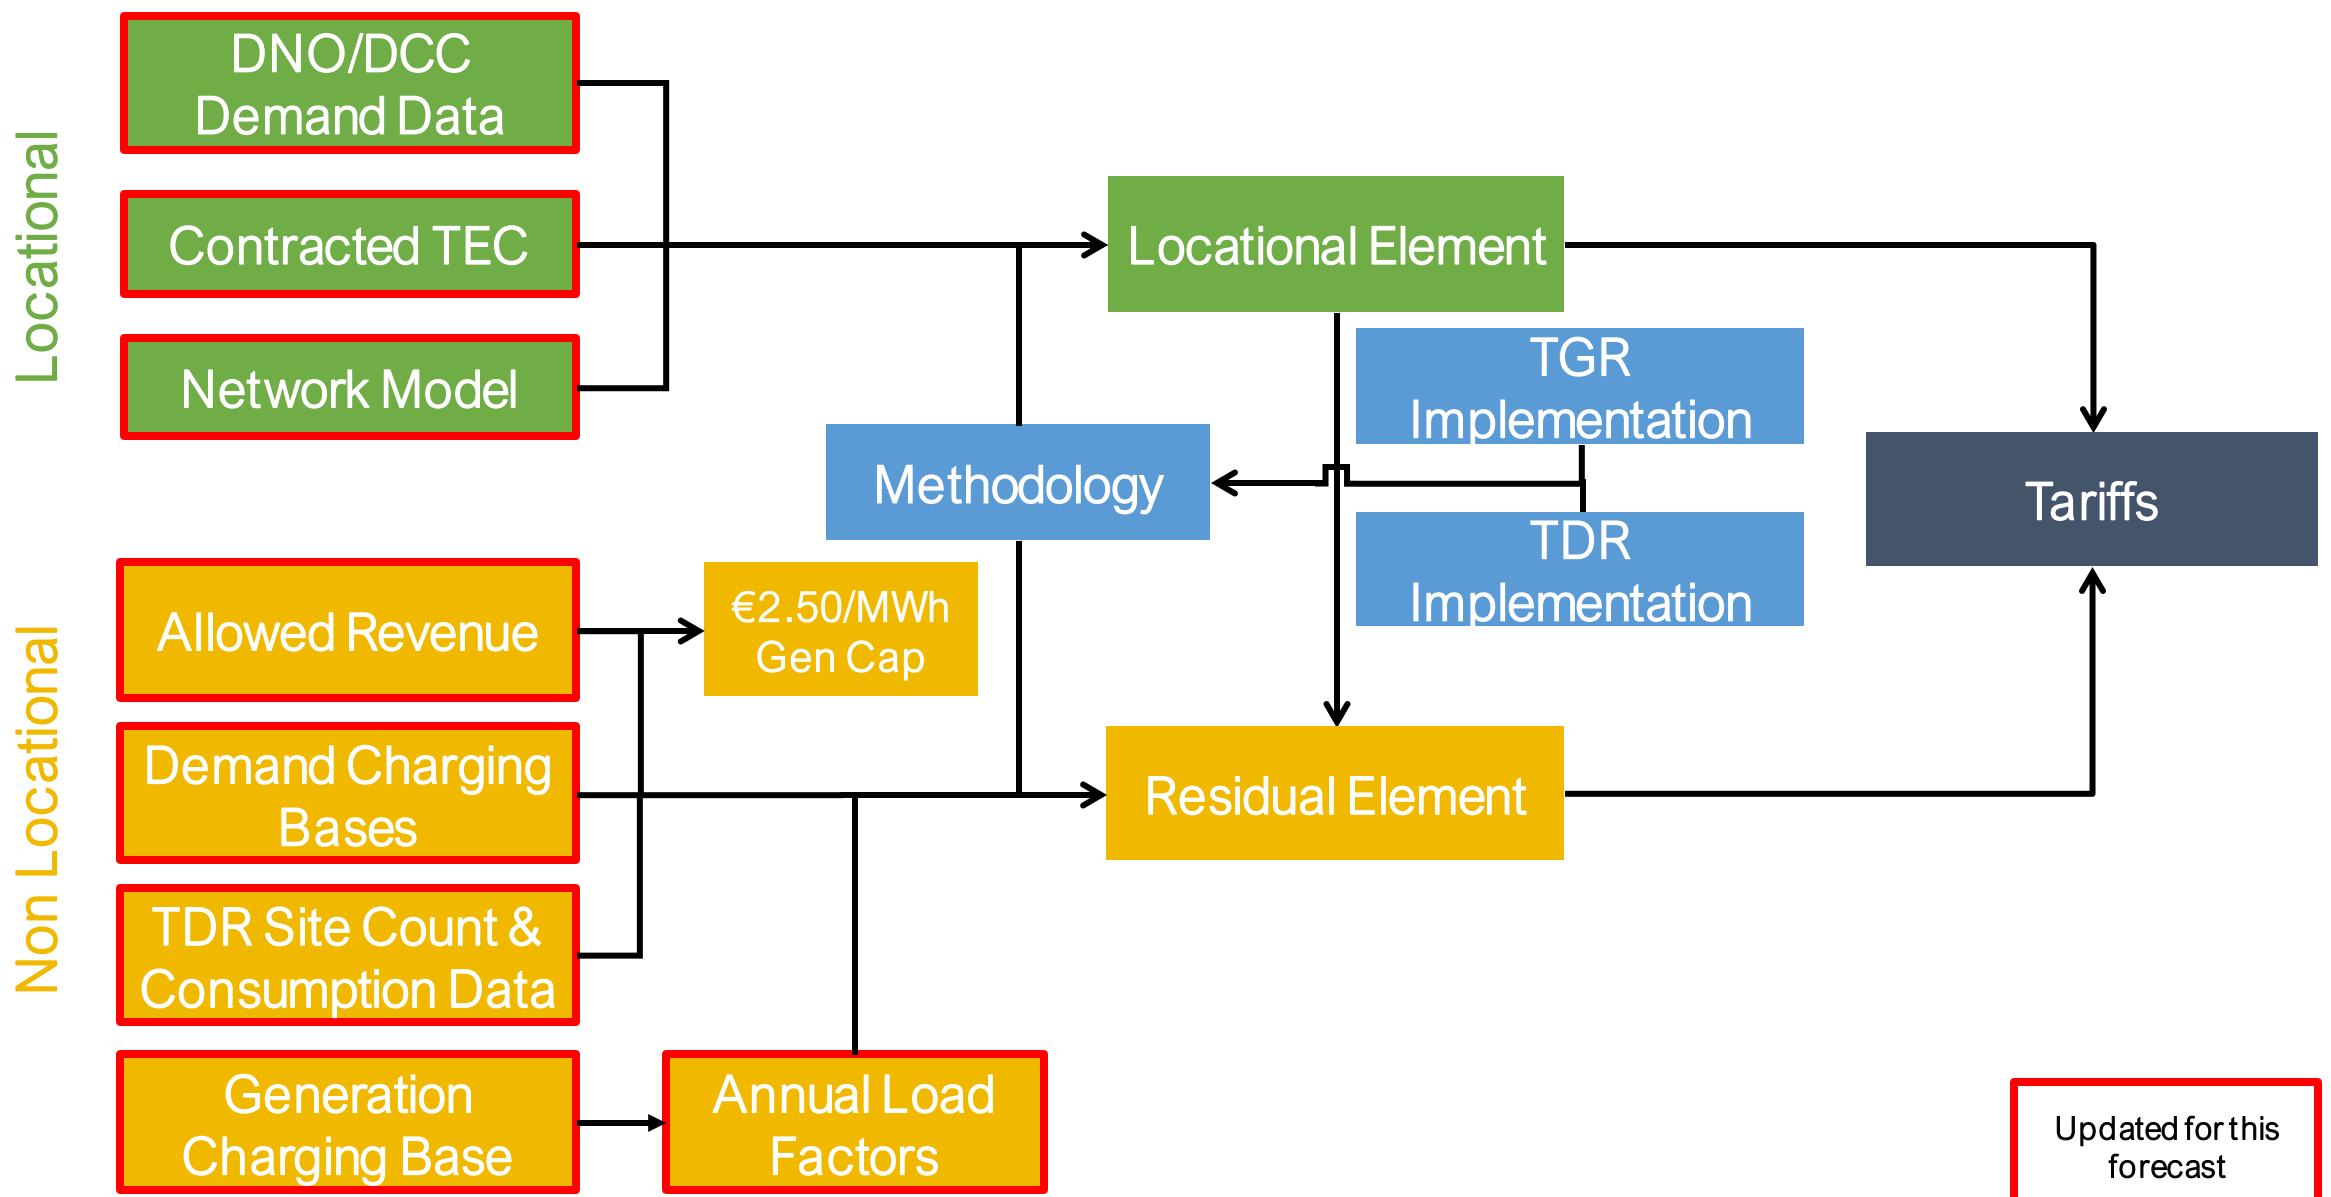 Locational
DNO/DCC
Demand Data
Contracted TEC
Network Model
Locational Element
TGR
Implementation
Methodology
TDR
Implementation
Tariffs
Non Locational
Allowed Revenue
€2.50/MWh
Gen Cap
Demand Charging
Bases
Residual Element
TDR Site Count &
Consumption Data
Generation
Charging Base
Annual Load
Factors
Updated for this
forecast